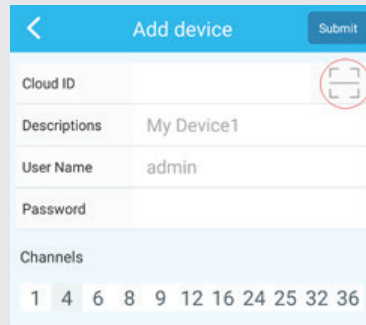 Add device Submit
Cloud ID
Descriptions My Device1
User Name admin
Password
Channels
1 4 6 8 9 12 16 24 25 32 36